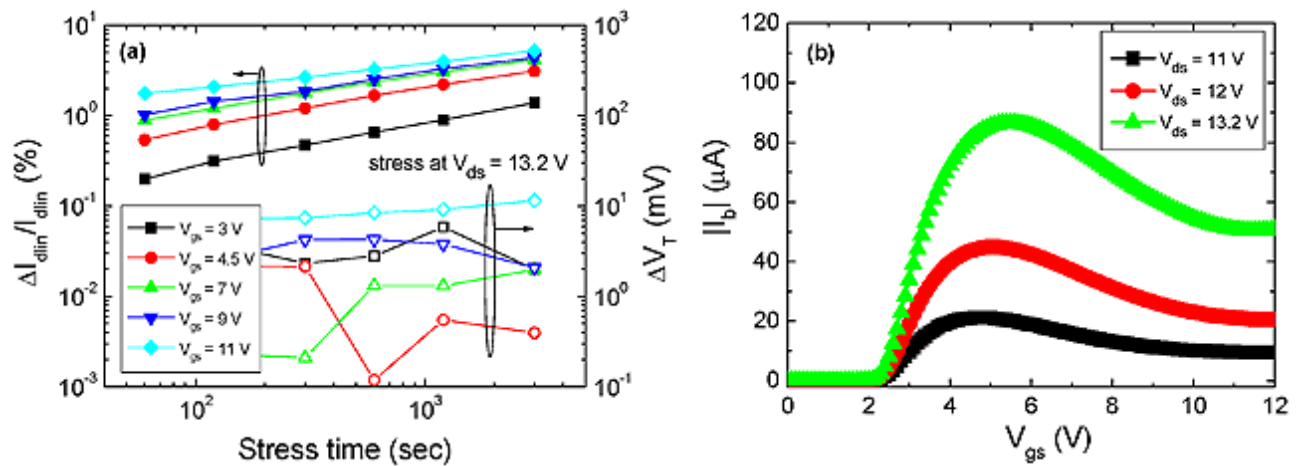 (a)
10^1
10^0
10^-1
10^-2
10^-3
ΔI_dlin/I_dlin (%)
stress at V_ds = 13.2 V
V_gs = 3 V
V_gs = 4.5 V
V_gs = 7 V
V_gs = 9 V
V_gs = 11 V
10^2
10^3
Stress time (sec)
10^3
10^2
10^1
10^0
10^-1
ΔV_T (mV)
(b)
120
100
80
60
40
20
0
|I_b| (μA)
V_ds = 11 V
V_ds = 12 V
V_ds = 13.2 V
0 2 4 6 8 10 12
V_gs (V)